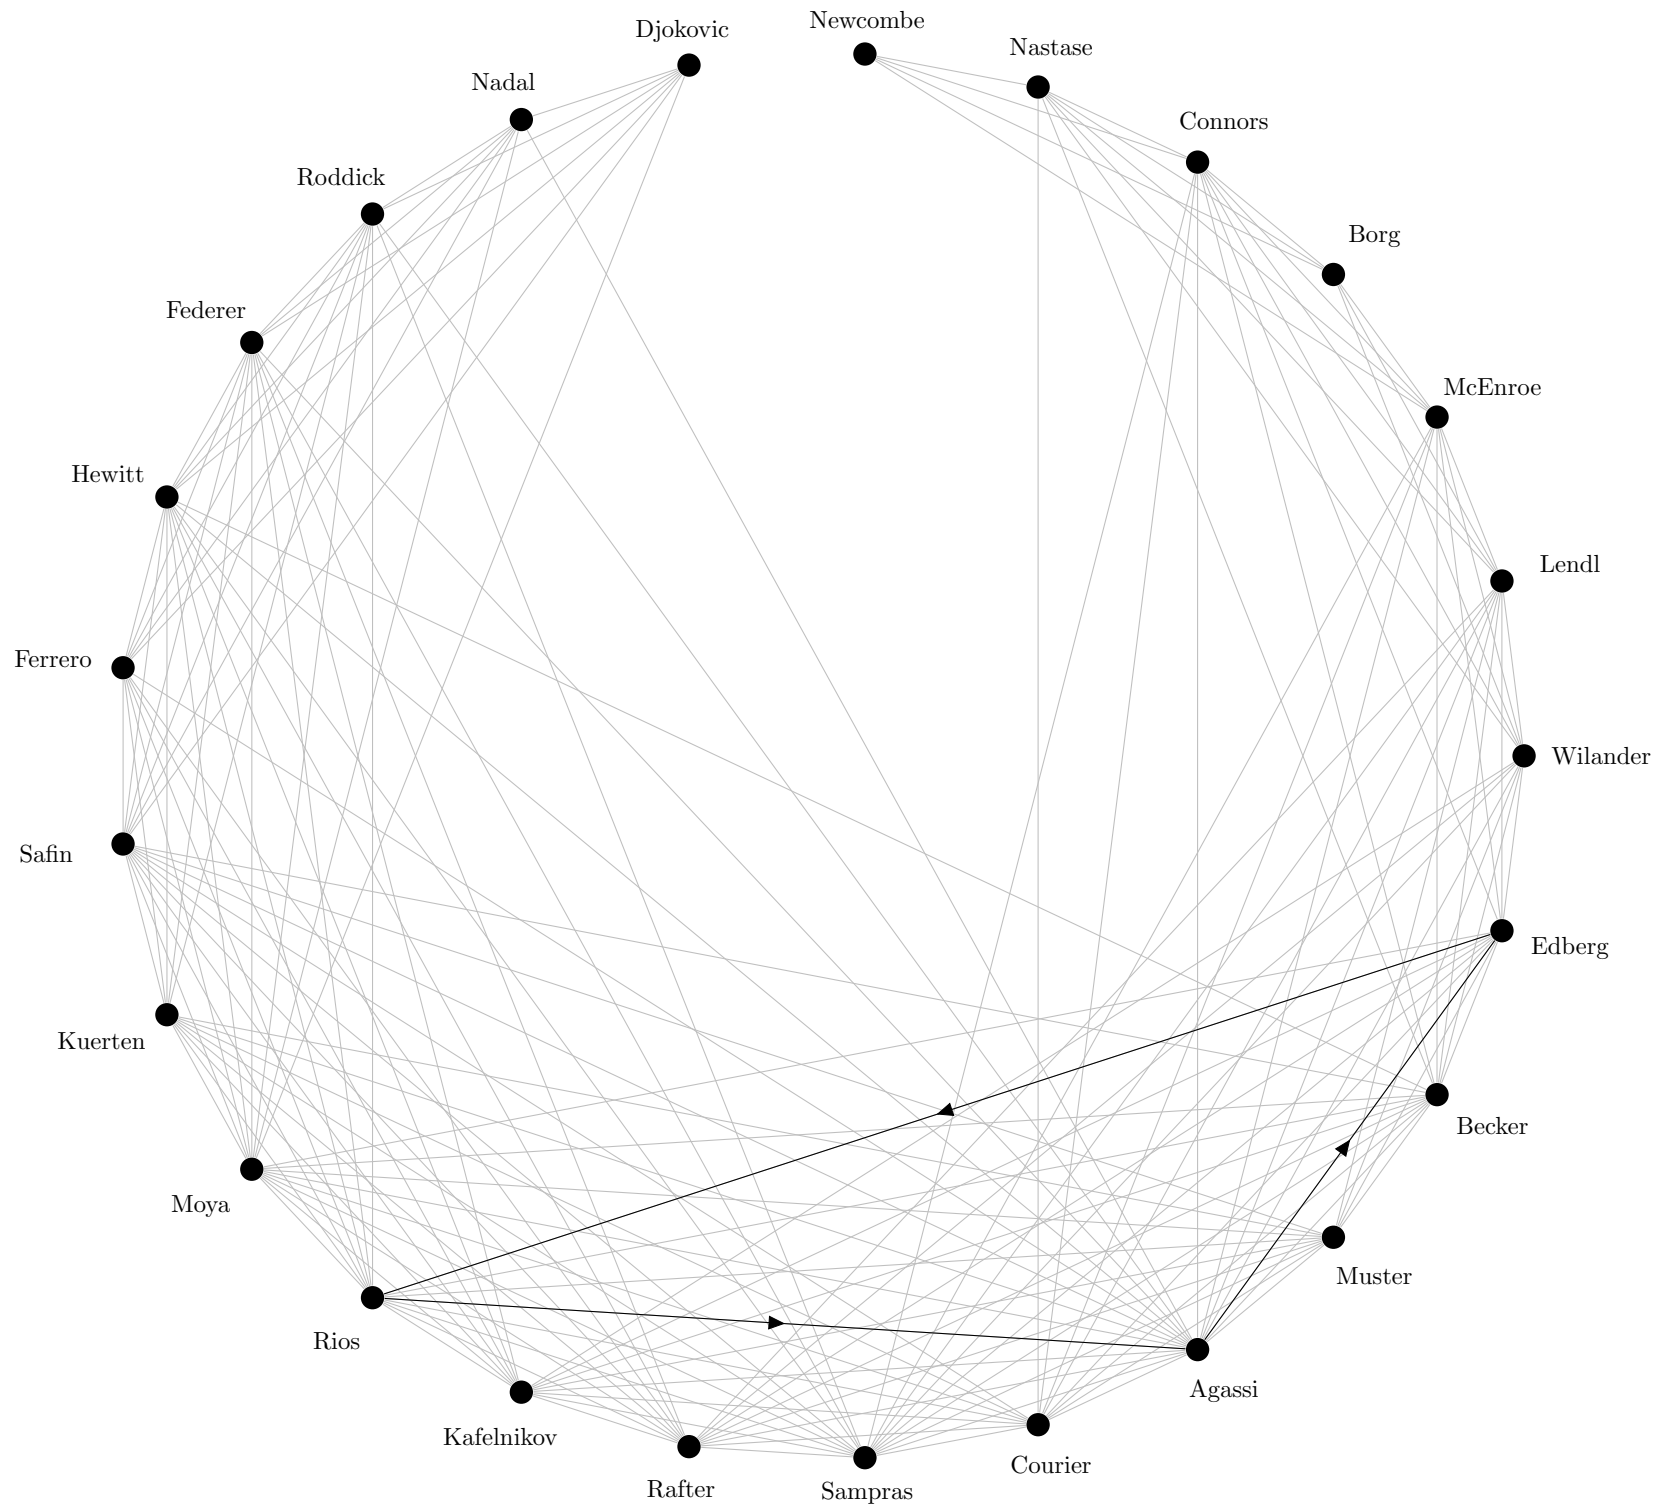 Newcombe
Djokovic
Nastase
Nadal
Connors
Roddick
Borg
Federer
McEnroe
Hewitt
Lendl
Ferrero
Wilander
Safin
Edberg
Kuerten
Becker
Moya
Muster
Rios
Agassi
Kafelnikov
Courier
Rafter
Sampras